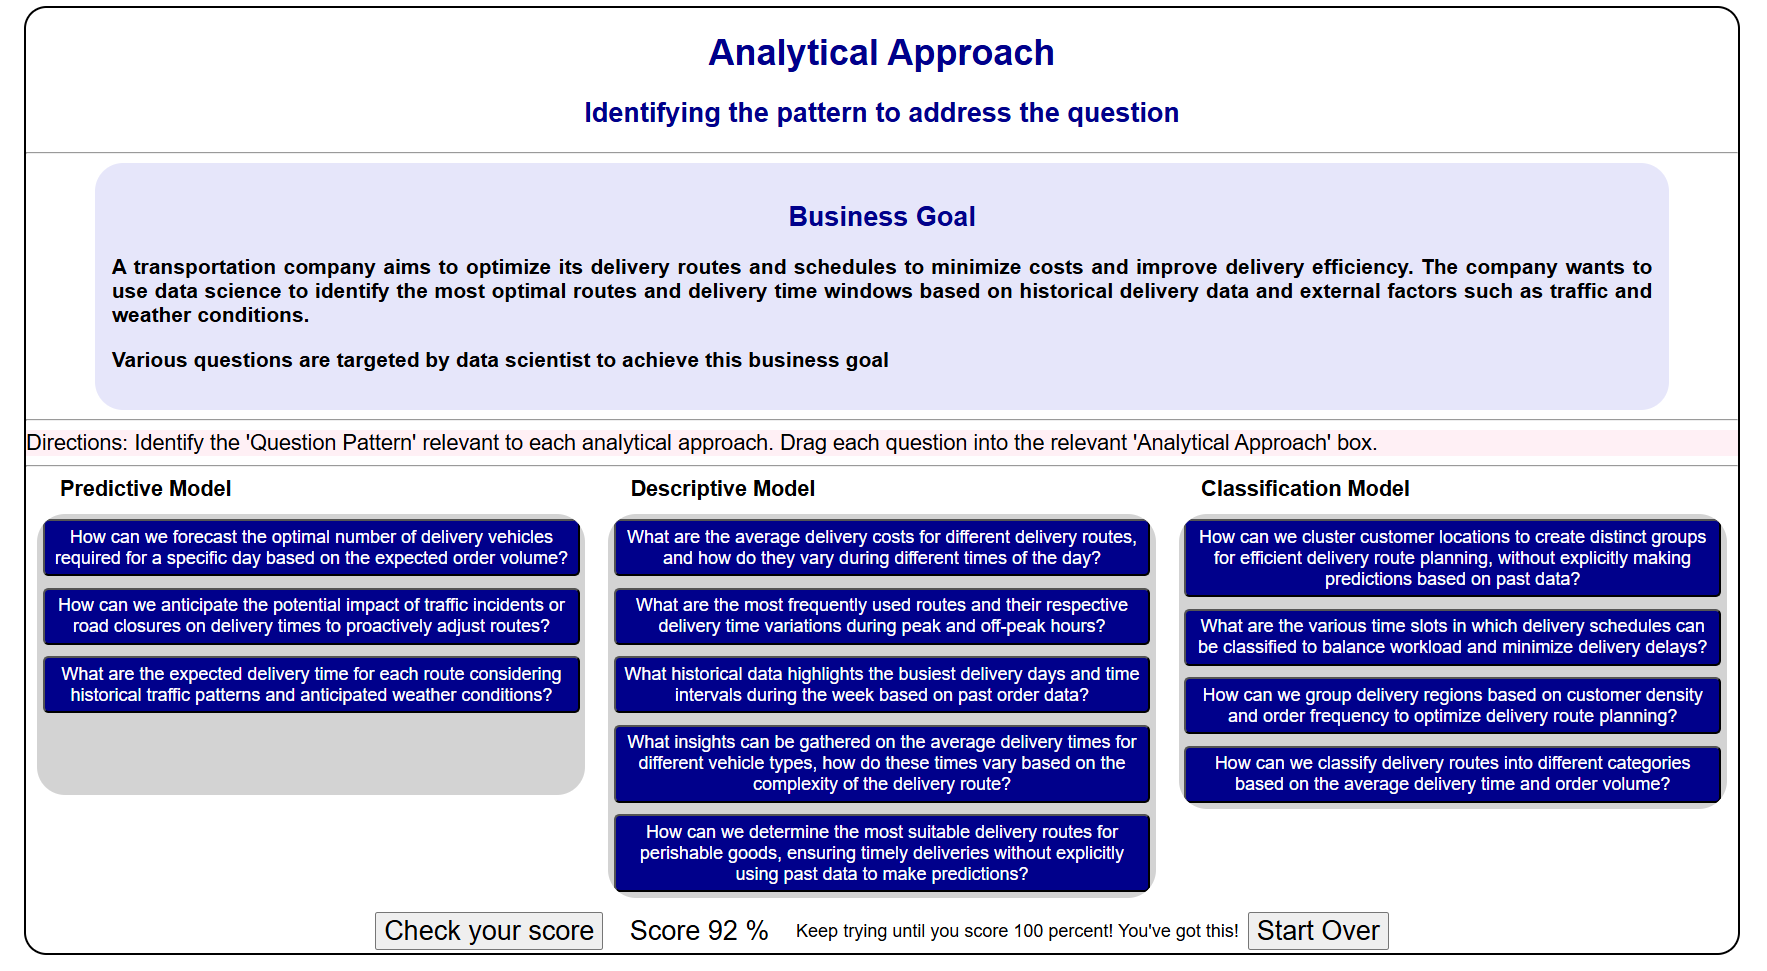 Analytical Approach
Identifying the pattern to address the question
Business Goal
A transportation company aims to optimize its delivery routes and schedules to minimize costs and improve delivery efficiency. The company wants to
use data science to identify the most optimal routes and delivery time windows based on historical delivery data and external factors such as traffic and
weather conditions.
Various questions are targeted by data scientist to achieve this business goal
Directions: Identify the 'Question Pattern' relevant to each analytical approach. Drag each question into the relevant 'Analytical Approach' box.
Predictive Model
How can we forecast the optimal number of delivery vehicles
required for a specific day based on the expected order volume?
How can we anticipate the potential impact of traffic incidents or
road closures on delivery times to proactively adjust routes?
What are the expected delivery time for each route considering
historical traffic patterns and anticipated weather conditions?
Descriptive Model
What are the average delivery costs for different delivery routes,
and how do they vary during different times of the day?
What are the most frequently used routes and their respective
delivery time variations during peak and off-peak hours?
What historical data highlights the busiest delivery days and time
intervals during the week based on past order data?
What insights can be gathered on the average delivery times for
different vehicle types, how do these times vary based on the
complexity of the delivery route?
How can we determine the most suitable delivery routes for
perishable goods, ensuring timely deliveries without explicitly
using past data to make predictions?
Classification Model
How can we cluster customer locations to create distinct groups
for efficient delivery route planning, without explicitly making
predictions based on past data?
What are the various time slots in which delivery schedules can
be classified to balance workload and minimize delivery delays?
How can we group delivery regions based on customer density
and order frequency to optimize delivery route planning?
How can we classify delivery routes into different categories
based on the average delivery time and order volume?
Check your score
Score 92 %
Keep trying until you score 100 percent! You've got this!
Start Over